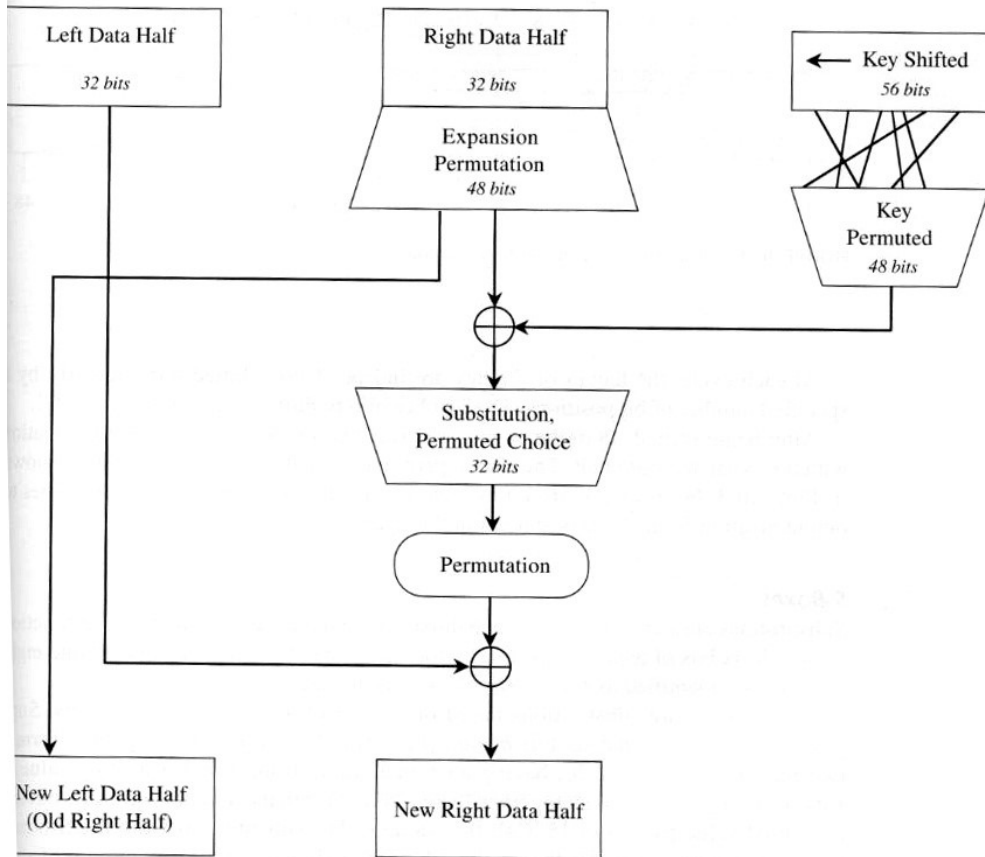 Left Data Half
32 bits
Right Data Half
32 bits
Key Shifted
56 bits
Expansion
Permutation
48 bits
Key
Permuted
48 bits
Substitution,
Permuted Choice
32 bits
Permutation
New Left Data Half
(Old Right Half)
New Right Data Half